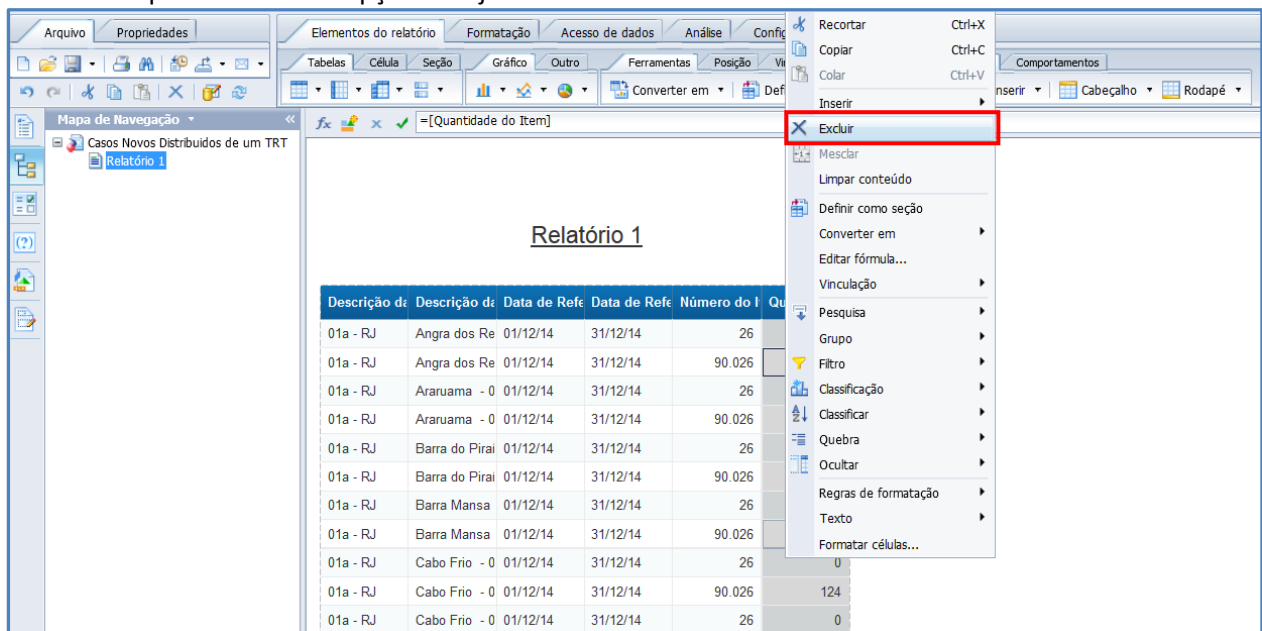 Arquivo Propriedades Elementos do relatório Formatação Acesso de dados Análise
Tabelas Célula Seção Gráfico Outro Ferramentas Posição Comportamentos
Converter em Inserir Cabeçalho Rodapé
Mapa de Navegação
Casos Novos Distribuidos de um TRT
Relatório 1
=[Quantidade do Item]
Recortar Ctrl+X
Copiar Ctrl+C
Colar Ctrl+V
Inserir
Excluir
Mesclar
Limpar conteúdo
Definir como seção
Converter em
Editar fórmula...
Vinculação
Pesquisa
Grupo
Filtro
Classificação
Classificar
Quebra
Ocultar
Regras de formatação
Texto
Formatar células...
Relatório 1
Descrição da Descrição da Data de Refe Data de Refe Número do I Qu
01a - RJ Angra dos Re 01/12/14 31/12/14 26
01a - RJ Angra dos Re 01/12/14 31/12/14 90.026
01a - RJ Araruama - 0 01/12/14 31/12/14 26
01a - RJ Araruama - 0 01/12/14 31/12/14 90.026
01a - RJ Barra do Pirai 01/12/14 31/12/14 26
01a - RJ Barra do Pirai 01/12/14 31/12/14 90.026
01a - RJ Barra Mansa 01/12/14 31/12/14 26
01a - RJ Barra Mansa 01/12/14 31/12/14 90.026
01a - RJ Cabo Frio - 0 01/12/14 31/12/14 26 0
01a - RJ Cabo Frio - 0 01/12/14 31/12/14 90.026 124
01a - RJ Cabo Frio - 0 01/12/14 31/12/14 26 0